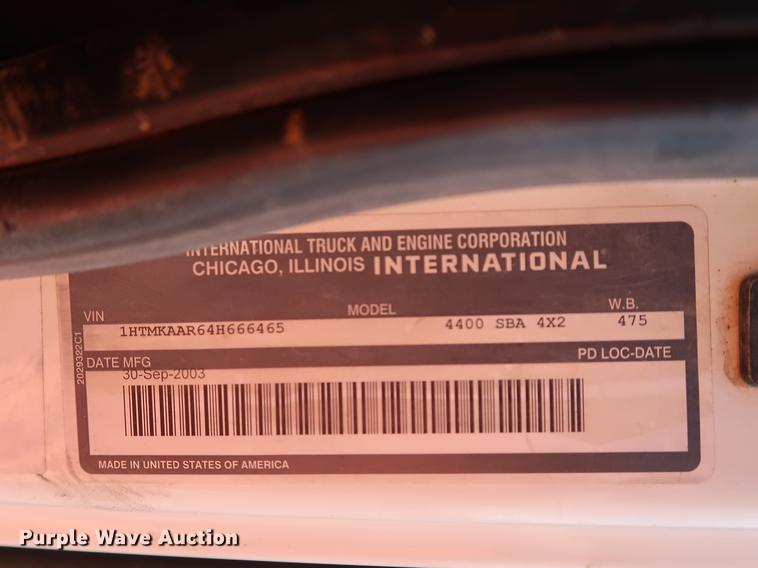 INTERNATIONAL TRUCK AND ENGINE CORPORATION
CHICAGO, ILLINOIS INTERNATIONAL®
VIN MODEL W.B.
1HTMKAAR64H666465 4400 SBA 4X2 475
DATE MFG PD LOC-DATE
30-Sep-2003
MADE IN UNITED STATES OF AMERICA
2029322C1
Purple Wave Auction